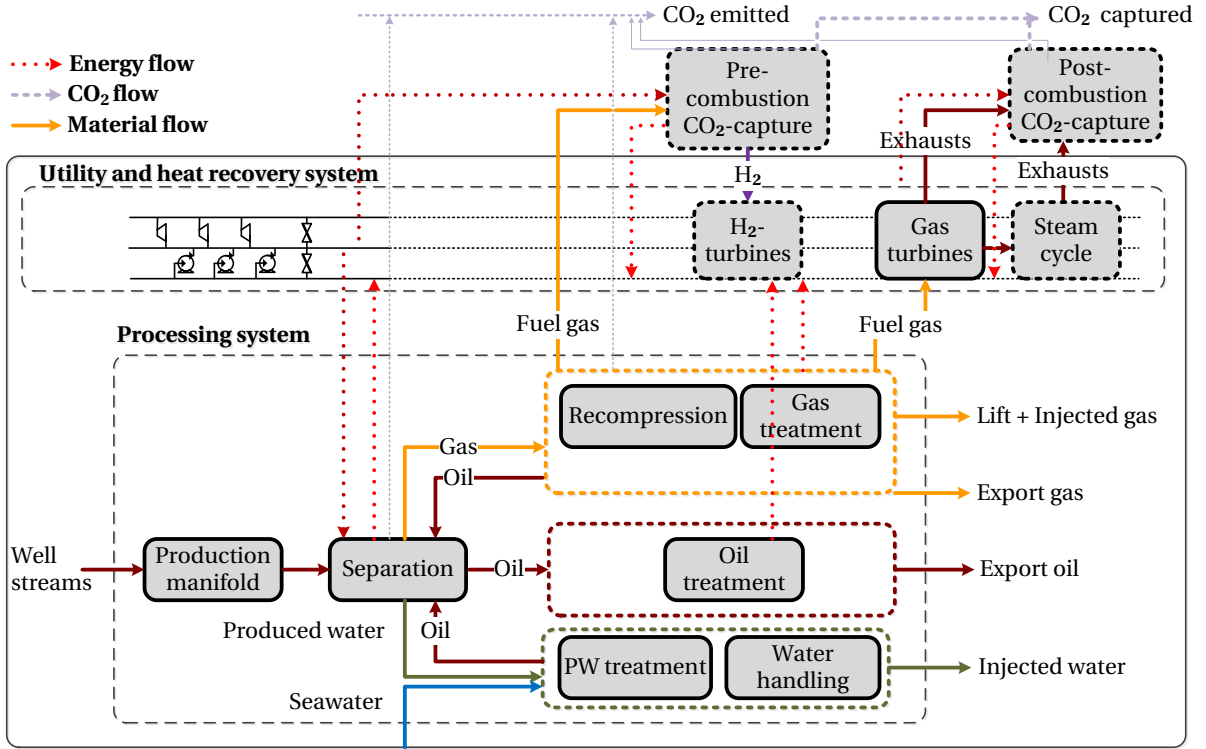 CO₂ emitted
CO₂ captured
Energy flow
CO₂ flow
Material flow
Pre-
combustion
CO₂-capture
Post-
combustion
CO₂-capture
Exhausts
H₂
Exhausts
Utility and heat recovery system
H₂-
turbines
Gas
turbines
Steam
cycle
Fuel gas
Fuel gas
Processing system
Recompression
Gas
treatment
Lift + Injected gas
Gas
Oil
Export gas
Well
streams
Production
manifold
Separation
Oil
Oil
treatment
Export oil
Produced water
Oil
PW treatment
Water
handling
Injected water
Seawater